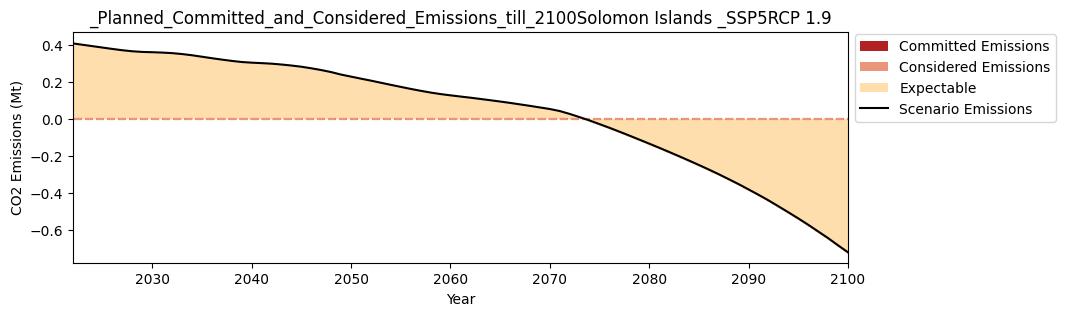 _Planned_Committed_and_Considered_Emissions_till_2100Solomon Islands _SSP5RCP 1.9
CO2 Emissions (Mt)
0.4
0.2
0.0
−0.2
−0.4
−0.6
2030
2040
2050
2060
2070
2080
2090
2100
Year
Committed Emissions
Considered Emissions
Expectable
Scenario Emissions